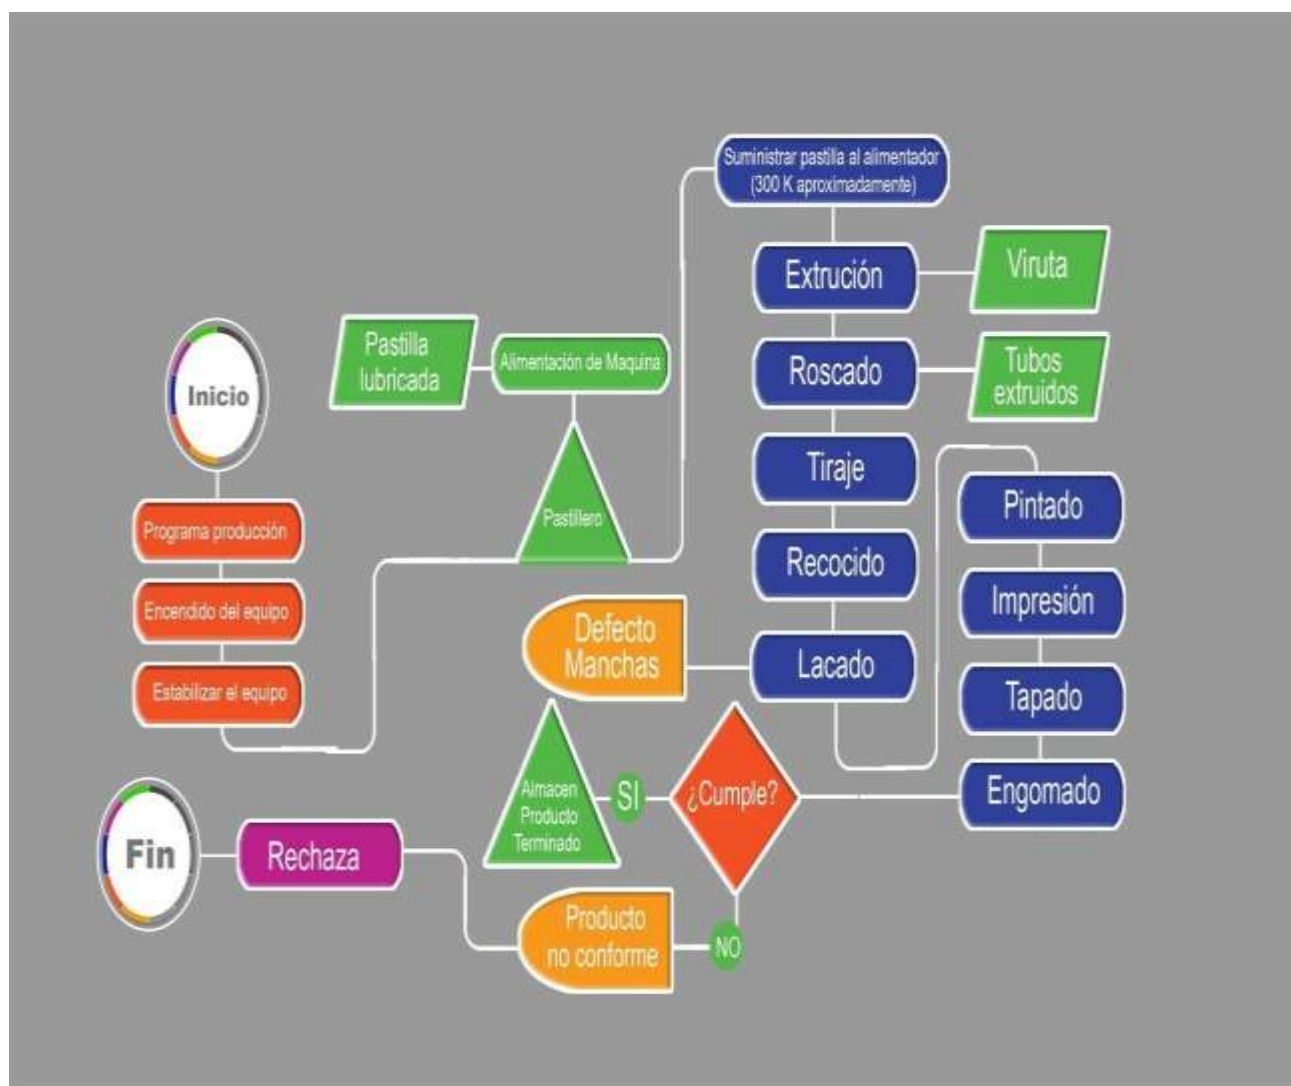 Inicio
Programa producción
Encendido del equipo
Estabilizar el equipo
Pastilla
lubricada
Alimentación de Maquina
Pastillero
Suministrar pastilla al alimentador
(300 K aproximadamente)
Extrución
Viruta
Roscado
Tubos
extruidos
Tiraje
Recocido
Lacado
Defecto
Manchas
Pintado
Impresión
Tapado
Engomado
¿Cumple?
SI
Almacen
Producto
Terminado
NO
Producto
no conforme
Rechaza
Fin